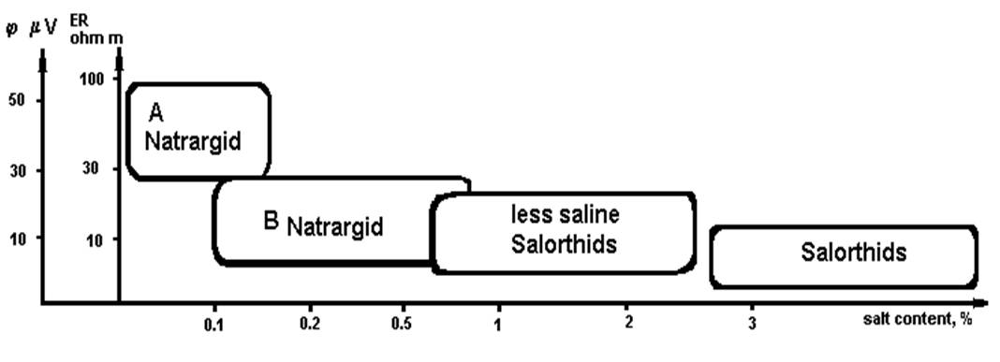 φ μV
ER
ohm m
100
50
A
Natrargid
30
30
less saline
B Natrargid
Salorthids
Salorthids
10
10
0.1
0.2
0.5
1
2
3
salt content, %